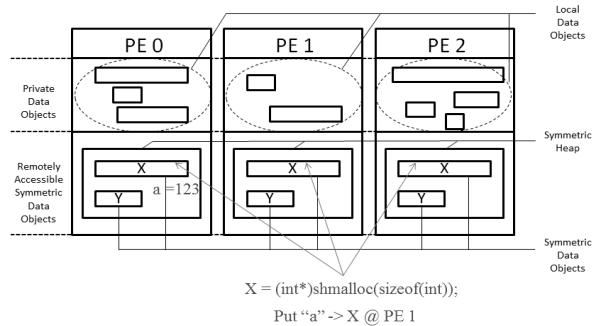 Local
Data
Objects
PE 0
PE 1
PE 2
Private
Data
Objects
Symmetric
Heap
Remotely
Accessible
Symmetric
Data
Objects
X
X
X
a =123
Y
Y
Y
Symmetric
Data
Objects
X = (int*)shmalloc(sizeof(int));
Put “a” -> X @ PE 1